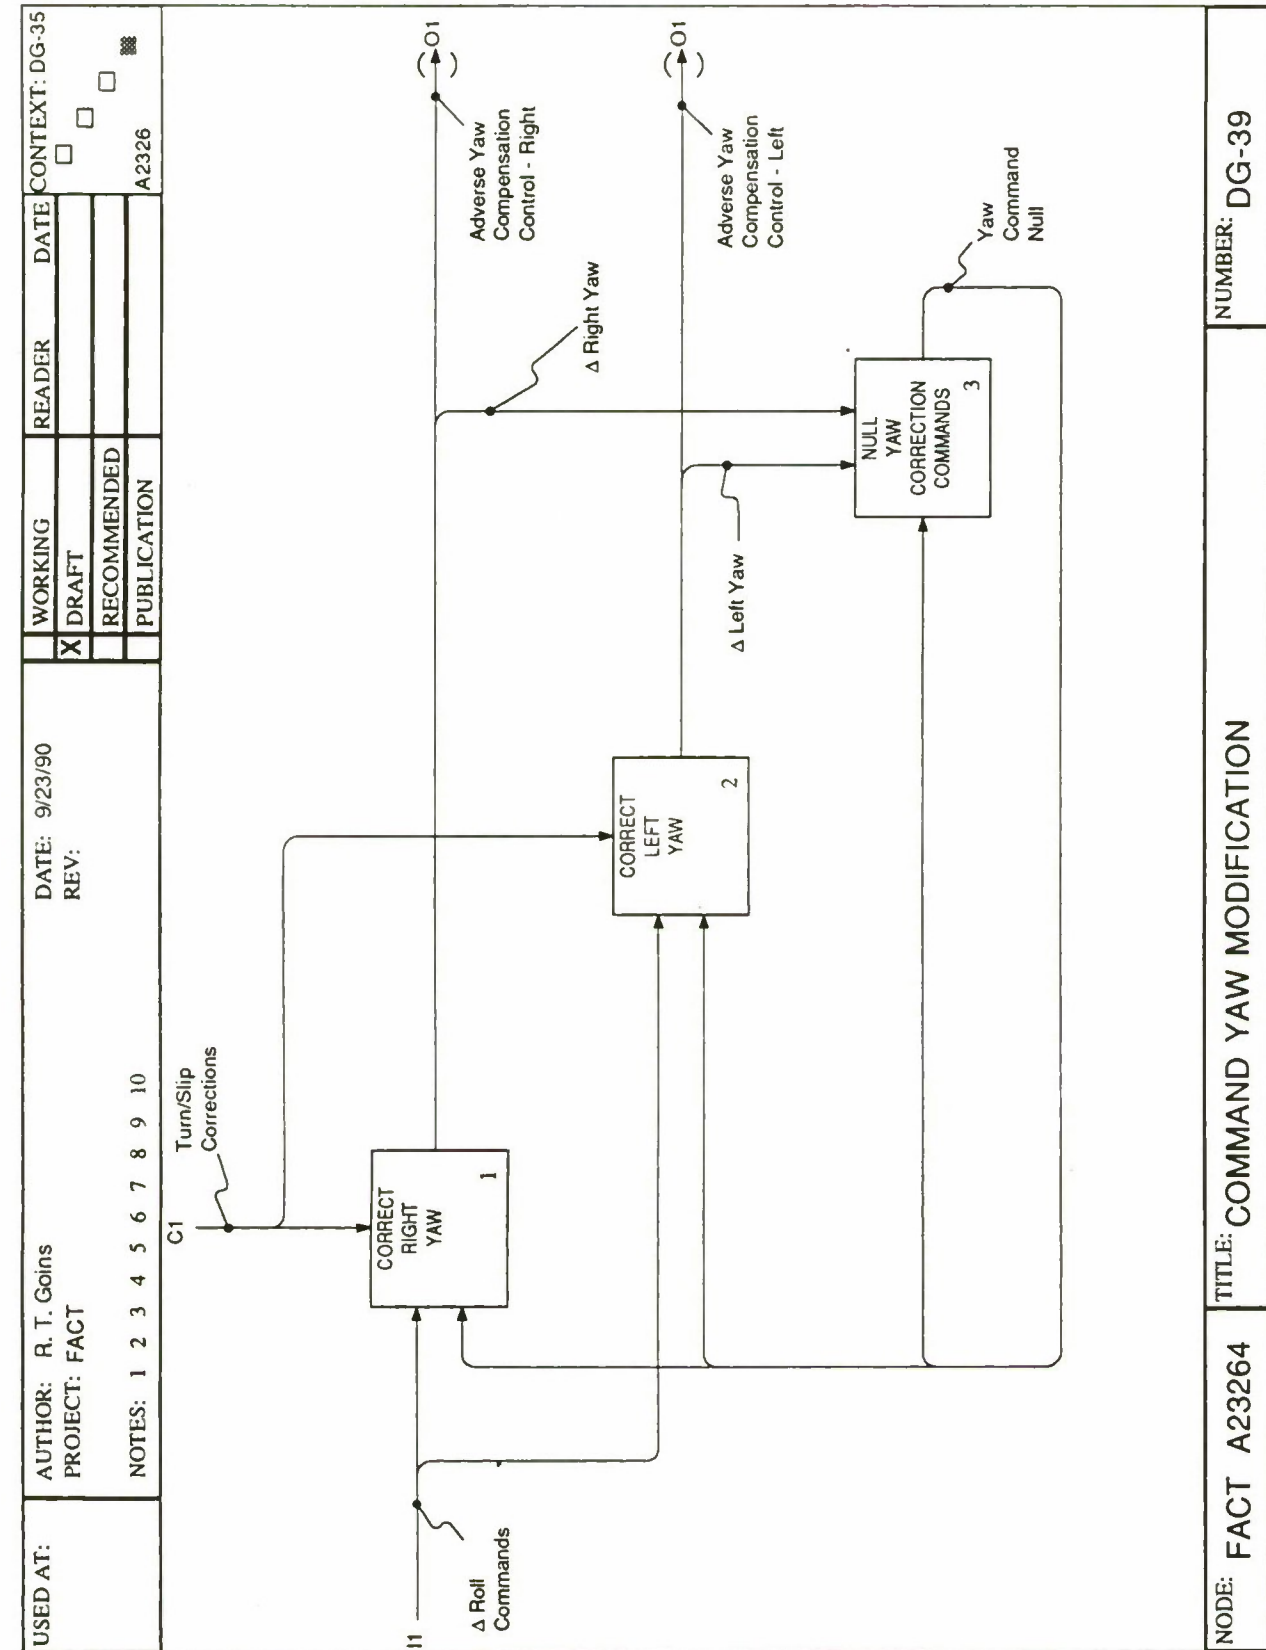 USED AT:
AUTHOR: R. T. Goins
PROJECT: FACT
DATE: 9/23/90
REV:
NOTES: 1 2 3 4 5 6 7 8 9 10
WORKING
X DRAFT
RECOMMENDED
PUBLICATION
READER DATE
CONTEXT: DG-35
A2326
C1
Turn/Slip
Corrections
I1
Δ Roll
Commands
CORRECT
RIGHT
YAW
1
CORRECT
LEFT
YAW
2
NULL
YAW
CORRECTION
COMMANDS
3
Δ Right Yaw
Δ Left Yaw
Adverse Yaw
Compensation
Control - Right
( ) O1
Adverse Yaw
Compensation
Control - Left
( ) O1
Yaw
Command
Null
NODE: FACT A23264
TITLE: COMMAND YAW MODIFICATION
NUMBER: DG-39